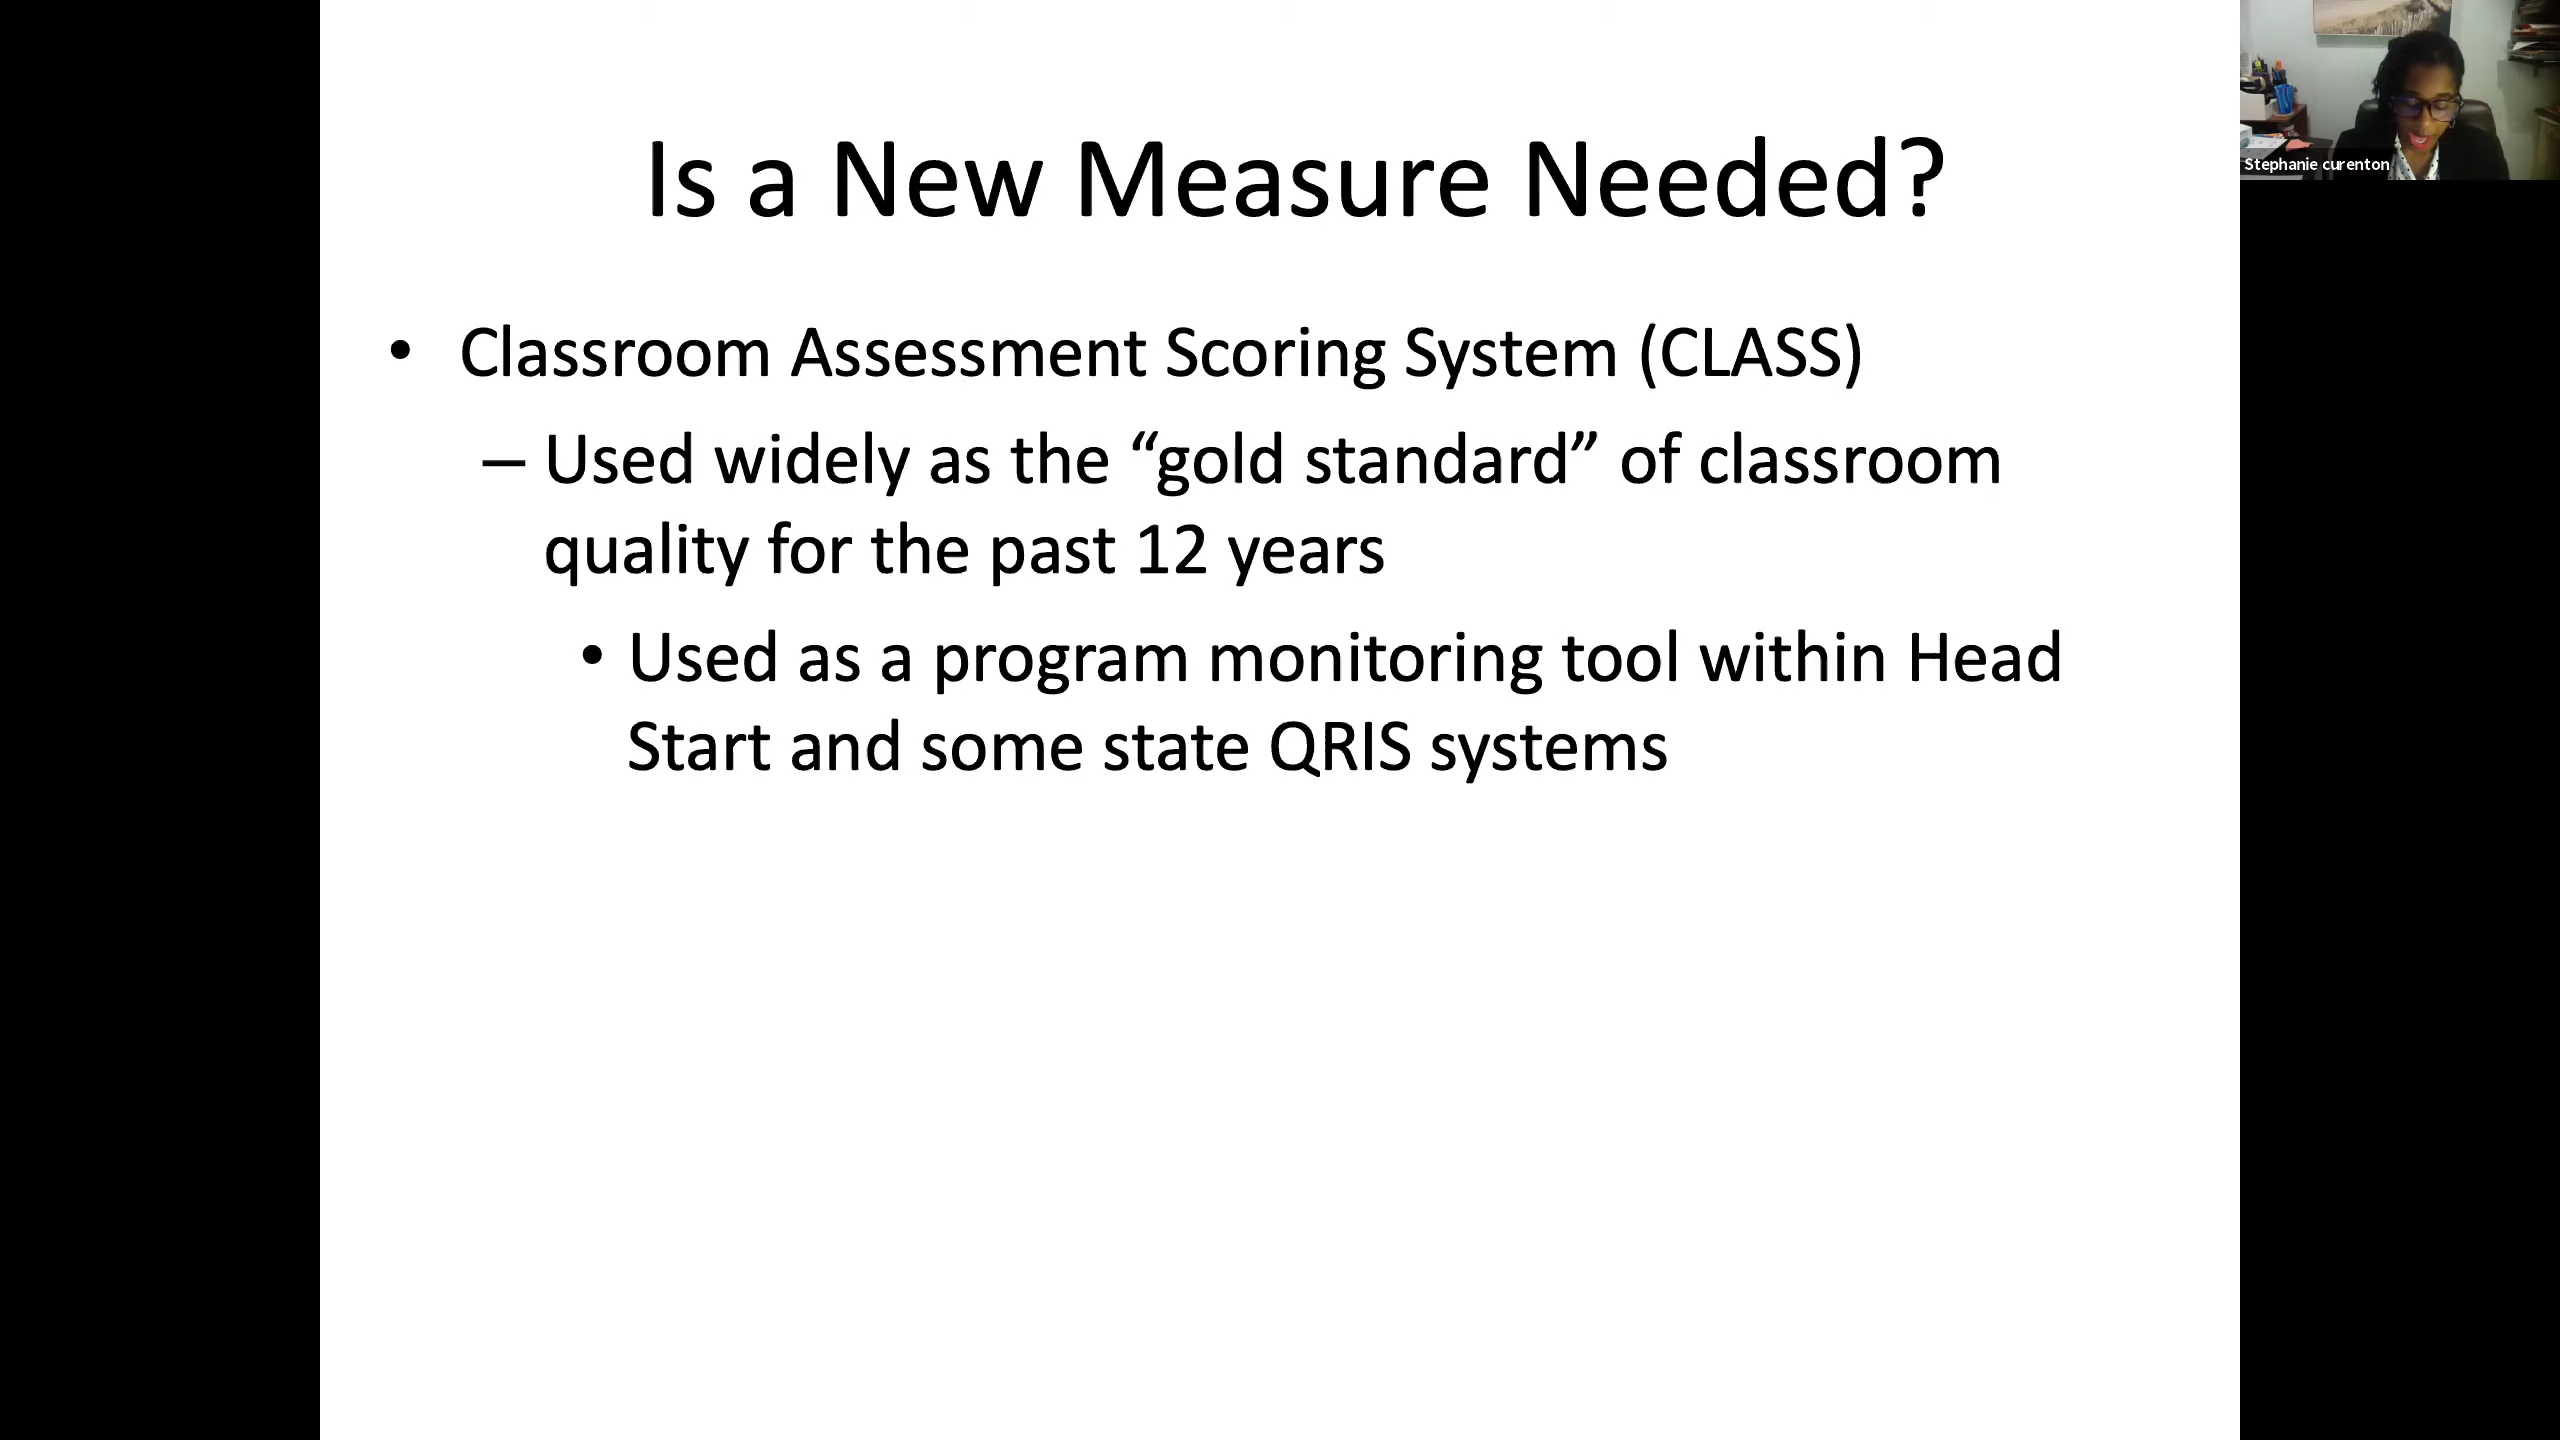 Is a New Measure Needed?
• Classroom Assessment Scoring System (CLASS)
– Used widely as the “gold standard” of classroom
quality for the past 12 years
• Used as a program monitoring tool within Head
Start and some state QRIS systems
Stephanie curenton